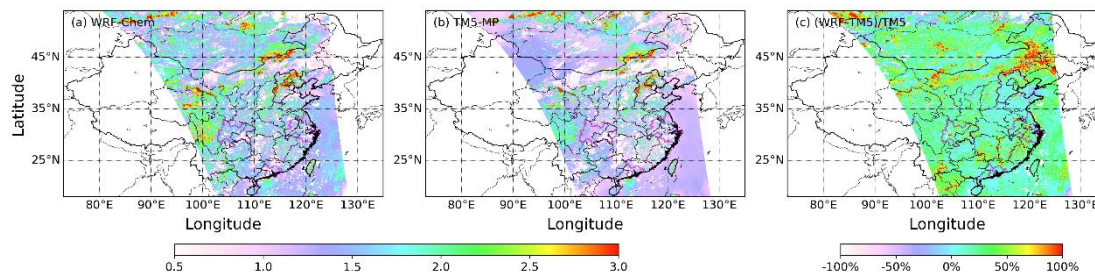 (a) WRF-Chem (b) TM5-MP (c) (WRF-TM5)/TM5
Latitude
45°N 45°N 45°N
35°N 35°N 35°N
25°N 25°N 25°N
80°E 90°E 100°E 110°E 120°E 130°E 80°E 90°E 100°E 110°E 120°E 130°E 80°E 90°E 100°E 110°E 120°E 130°E
Longitude Longitude Longitude
0.5 1.0 1.5 2.0 2.5 3.0 -100% -50% 0% 50% 100%